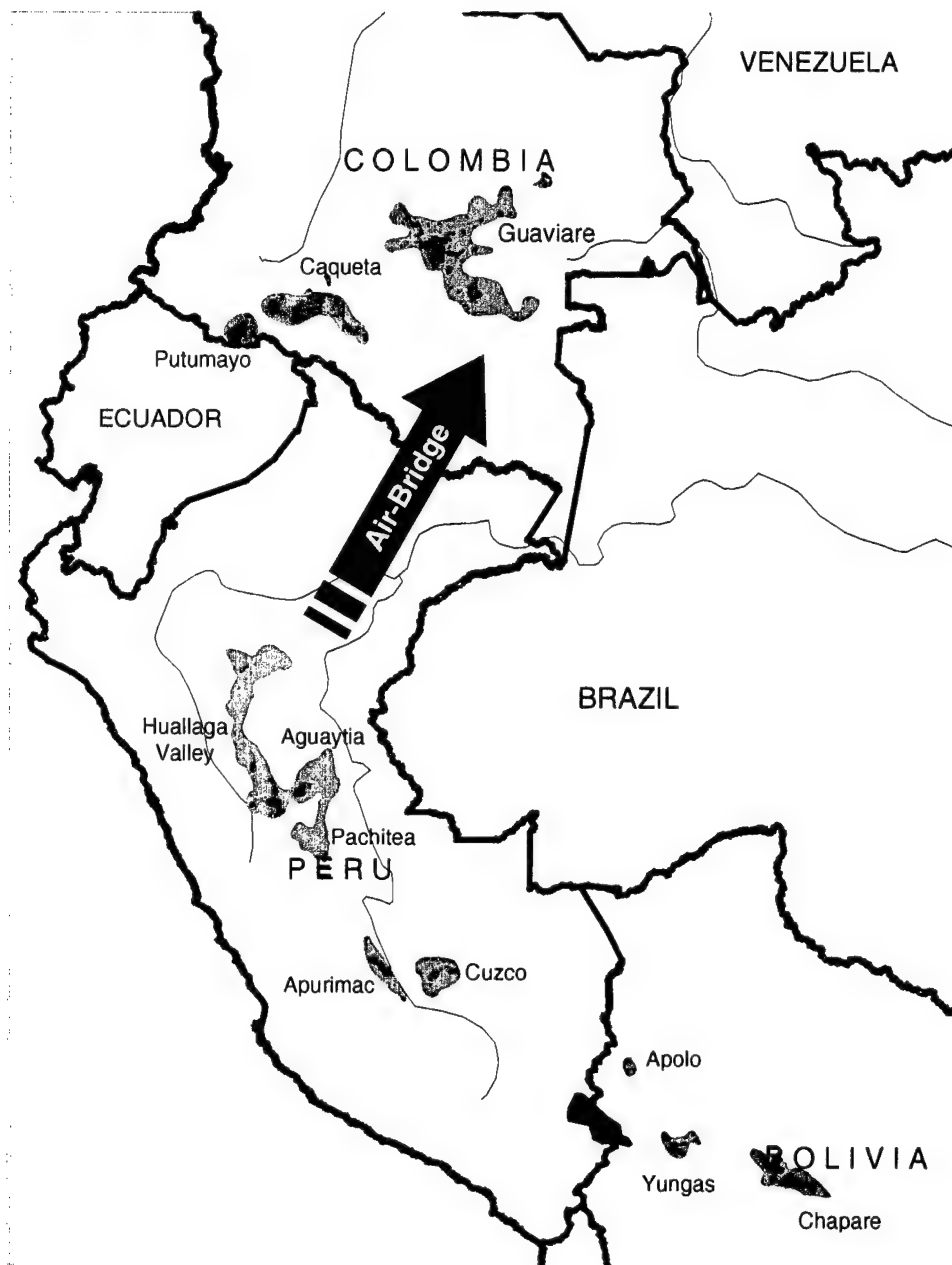 VENEZUELA
COLOMBIA
Guaviare
Caqueta
Putumayo
ECUADOR
Air-Bridge
BRAZIL
Huallaga
Valley
Aguaytia
Pachitea
PERU
Apurimac
Cuzco
Apolo
BOLIVIA
Yungas
Chapare